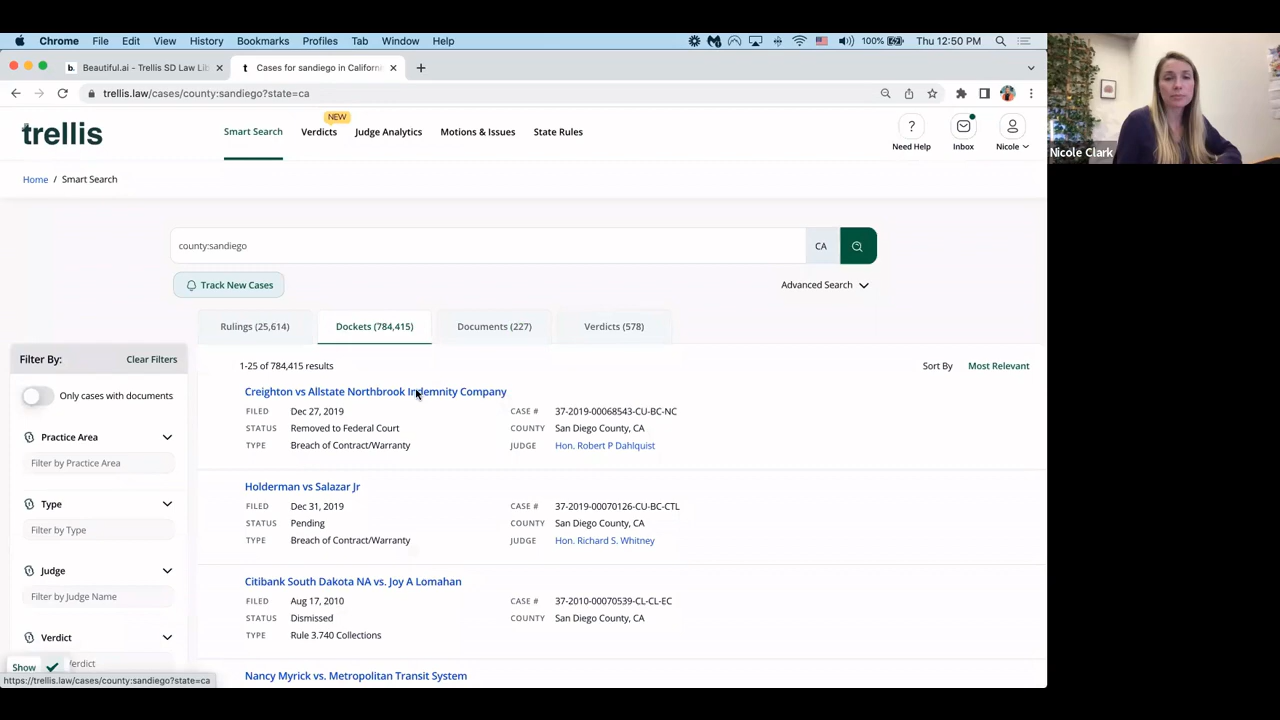 Chrome File Edit View History Bookmarks Profiles Tab Window Help 100% Thu 12:50 PM
b. Beautiful.ai - Trellis SD Law Lib t Cases for sandiego in Californi
trellis.law/cases/county:sandiego?state=ca
trellis Smart Search Verdicts NEW Judge Analytics Motions & Issues State Rules
? Need Help Inbox Nicole
Nicole Clark
Home / Smart Search
county:sandiego CA
Track New Cases Advanced Search
Rulings (25,614) Dockets (784,415) Documents (227) Verdicts (578)
Filter By: Clear Filters
1-25 of 784,415 results Sort By Most Relevant
Only cases with documents
Practice Area
Filter by Practice Area
Type
Filter by Type
Judge
Filter by Judge Name
Verdict
Show Verdict
Creighton vs Allstate Northbrook Indemnity Company
FILED Dec 27, 2019 CASE # 37-2019-00068543-CU-BC-NC
STATUS Removed to Federal Court COUNTY San Diego County, CA
TYPE Breach of Contract/Warranty JUDGE Hon. Robert P Dahlquist
Holderman vs Salazar Jr
FILED Dec 31, 2019 CASE # 37-2019-00070126-CU-BC-CTL
STATUS Pending COUNTY San Diego County, CA
TYPE Breach of Contract/Warranty JUDGE Hon. Richard S. Whitney
Citibank South Dakota NA vs. Joy A Lomahan
FILED Aug 17, 2010 CASE # 37-2010-00070539-CL-CL-EC
STATUS Dismissed COUNTY San Diego County, CA
TYPE Rule 3.740 Collections
Nancy Myrick vs. Metropolitan Transit System
https://trellis.law/cases/county:sandiego?state=ca